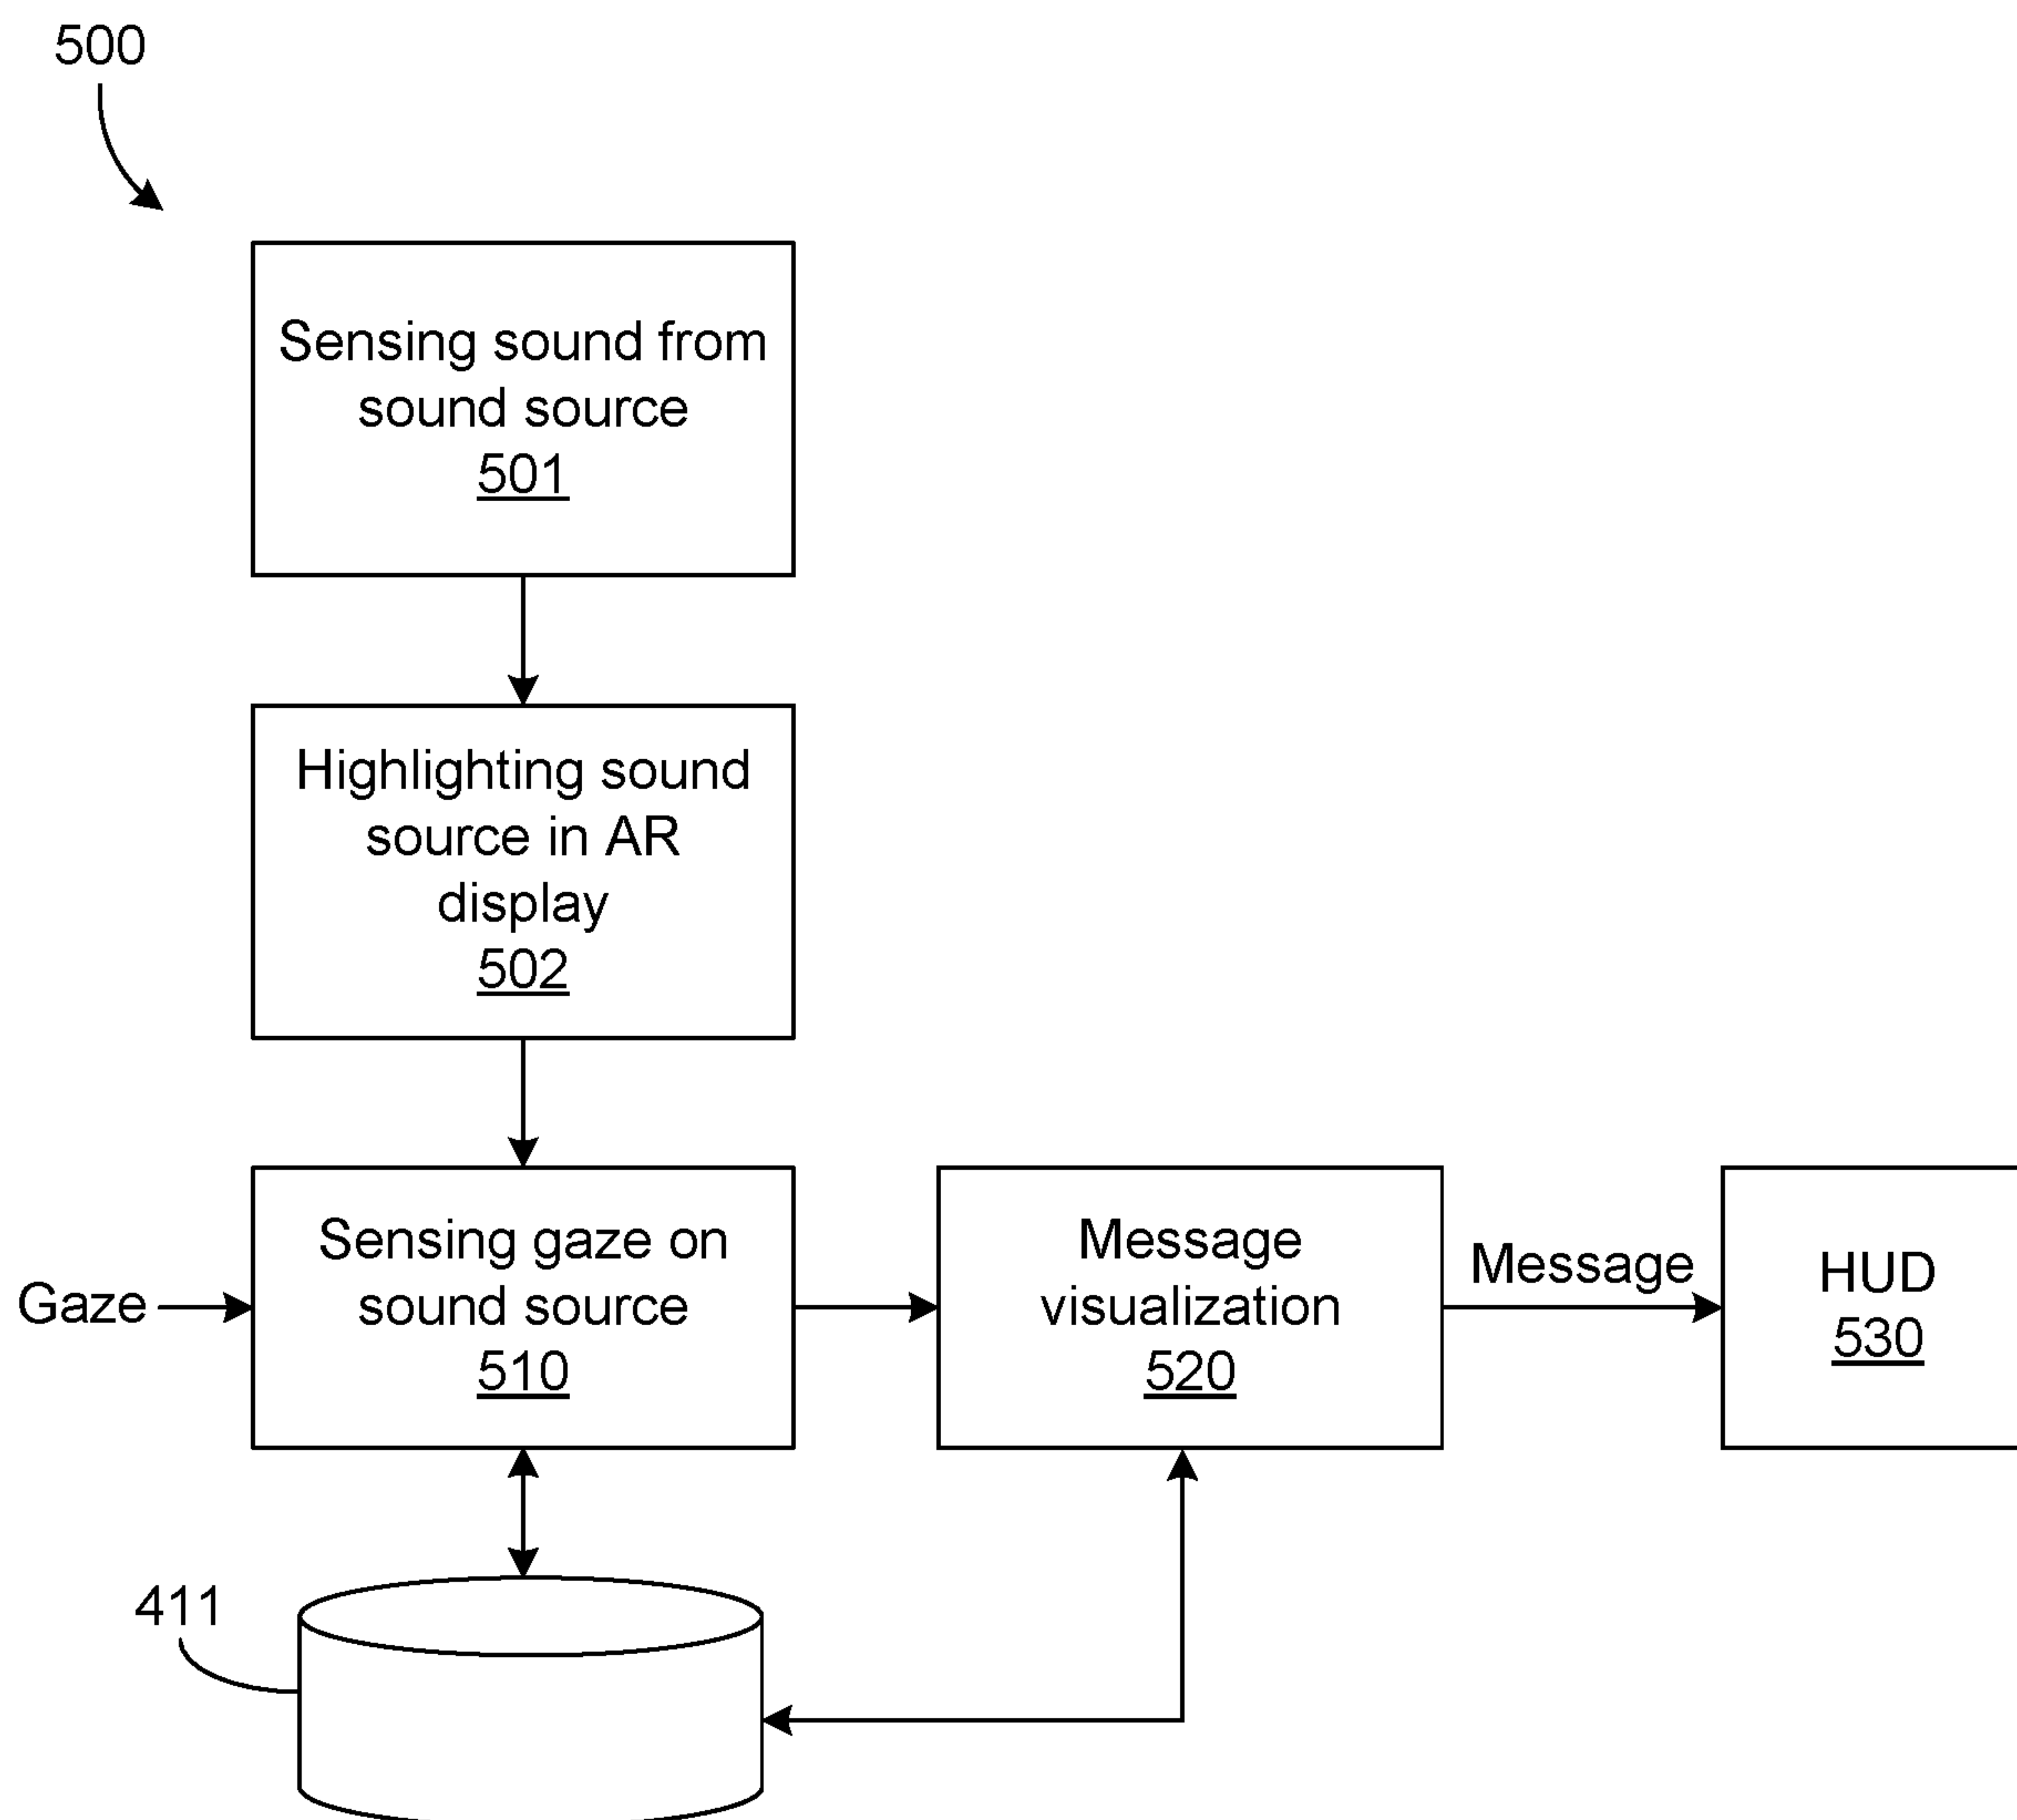 500
Sensing sound from
sound source
501
Highlighting sound
source in AR
display
502
Gaze
Sensing gaze on
sound source
510
Message
visualization
520
Message
HUD
530
411